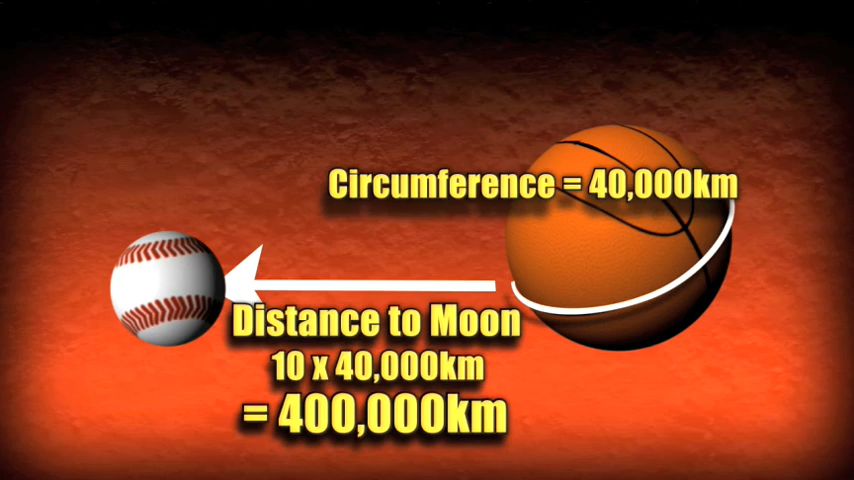 Circumference = 40,000km
Distance to Moon
10 x 40,000km
= 400,000km